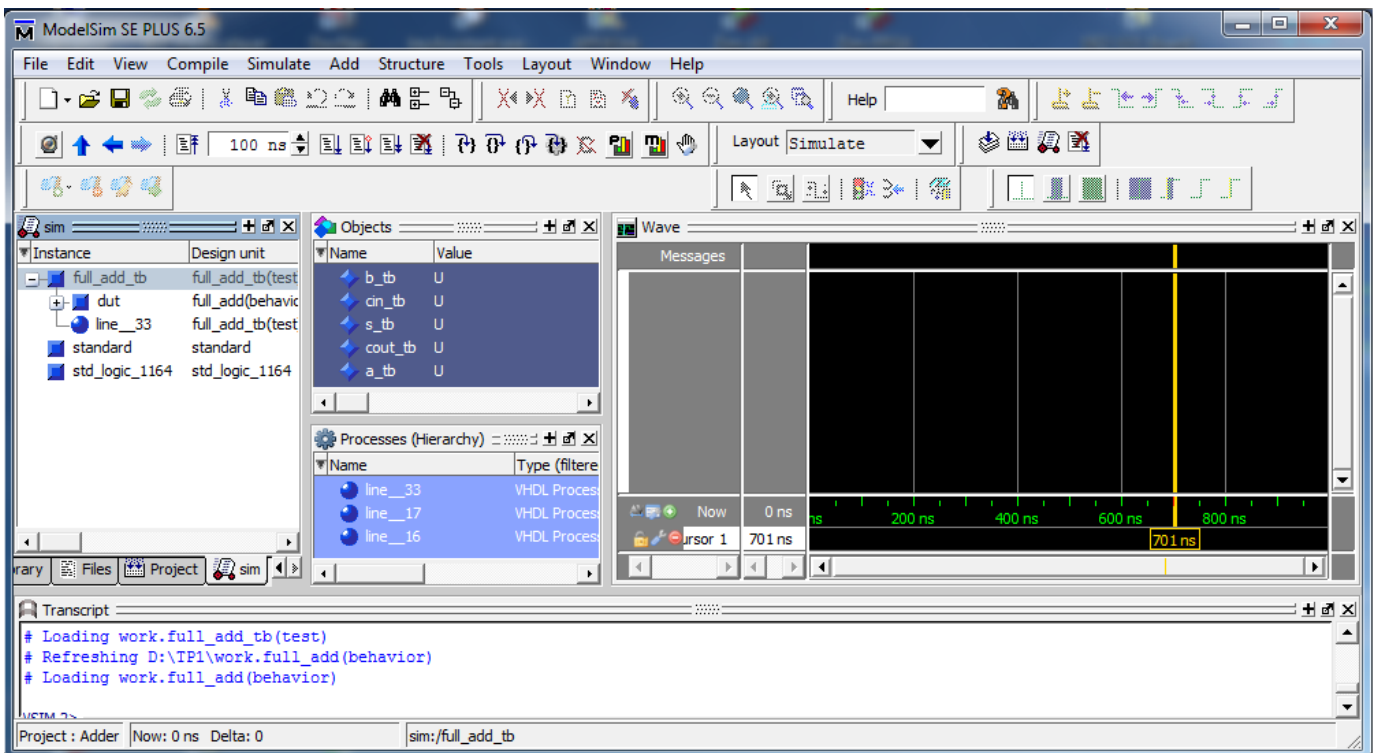 ModelSim SE PLUS 6.5
File Edit View Compile Simulate Add Structure Tools Layout Window Help
Help
100 ns Layout Simulate
sim
Instance Design unit
full_add_tb full_add_tb(test
dut full_add(behavic
line__33 full_add_tb(test
standard standard
std_logic_1164 std_logic_1164
rary Files Project sim
Objects
Name Value
b_tb U
cin_tb U
s_tb U
cout_tb U
a_tb U
Processes (Hierarchy)
Name Type (filtere
line__33 VHDL Proces
line__17 VHDL Proces
line__16 VHDL Proces
Wave
Messages
Now 0 ns
ns 200 ns 400 ns 600 ns 800 ns
ursor 1 701 ns 701 ns
Transcript
# Loading work.full_add_tb(test)
# Refreshing D:\TP1\work.full_add(behavior)
# Loading work.full_add(behavior)
VSIM 2>
Project : Adder Now: 0 ns Delta: 0 sim:/full_add_tb